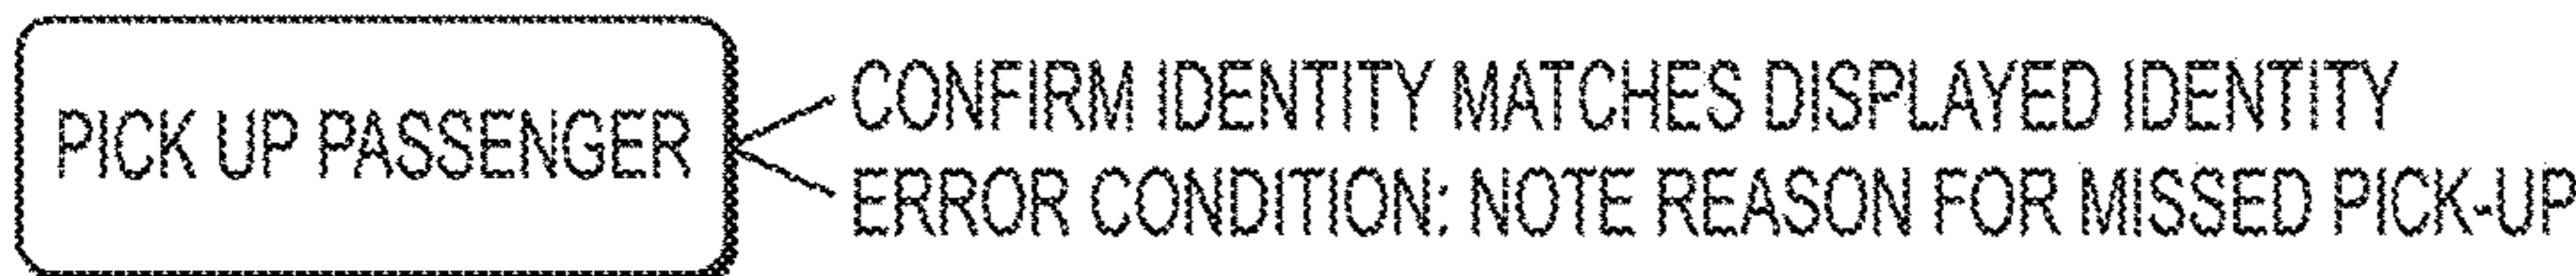 PICK UP PASSENGER
CONFIRM IDENTITY MATCHES DISPLAYED IDENTITY
ERROR CONDITION: NOTE REASON FOR MISSED PICK-UP